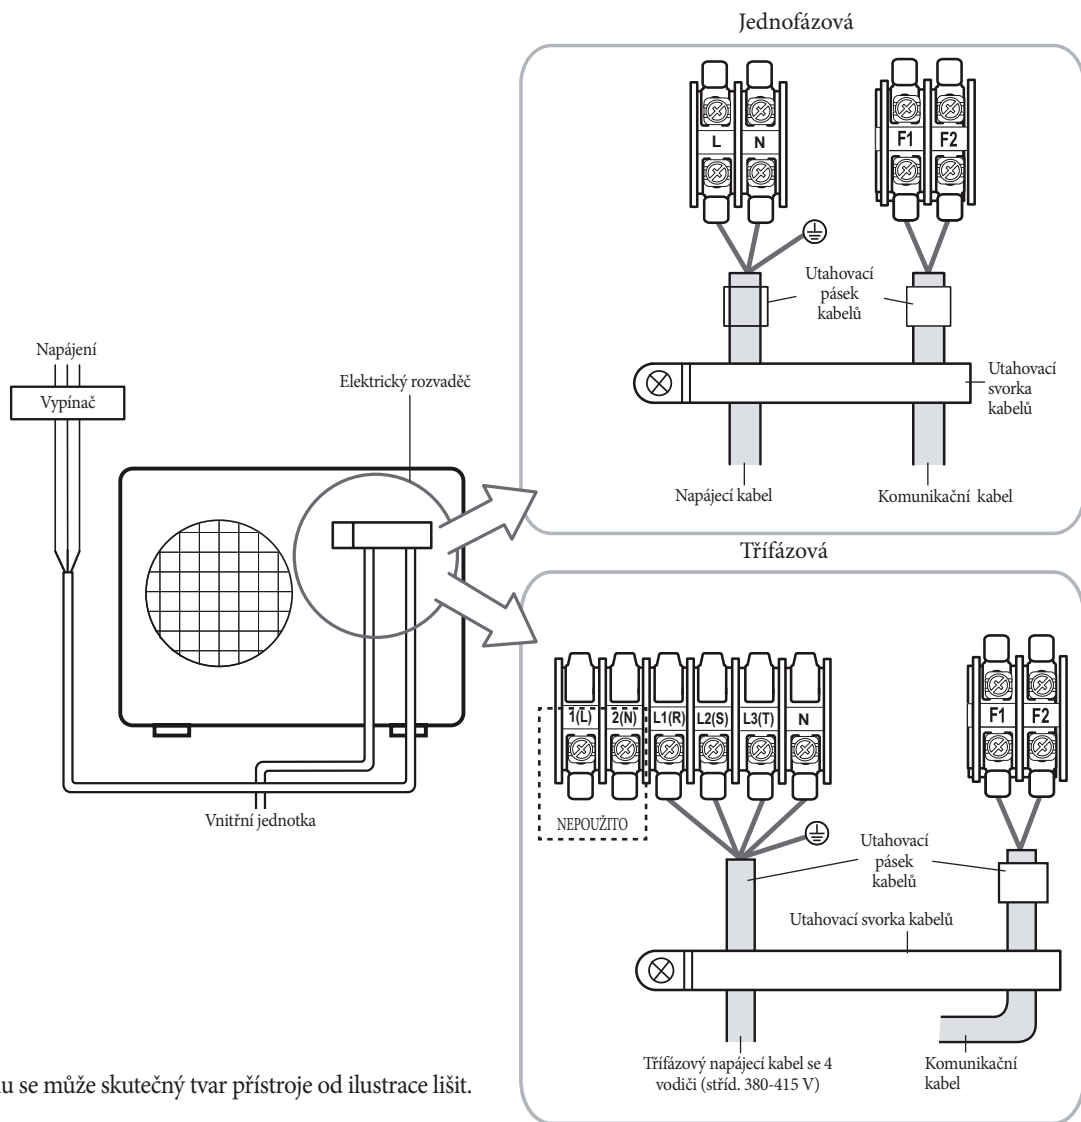 Jednofázová
L
N
F1
F2
Utahovací
pásek
kabelů
Utahovací
svorka
kabelů
Napájecí kabel
Komunikační kabel
Napájení
Vypínač
Elektrický rozvaděč
Vnitřní jednotka
Třífázová
1(L)
2(N)
L1(R)
L2(S)
L3(T)
N
F1
F2
NEPOUŽITO
Utahovací
pásek
kabelů
Utahovací svorka kabelů
Třífázový napájecí kabel se 4
vodiči (stříd. 380-415 V)
Komunikační
kabel
se může skutečný tvar přístroje od ilustrace lišit.